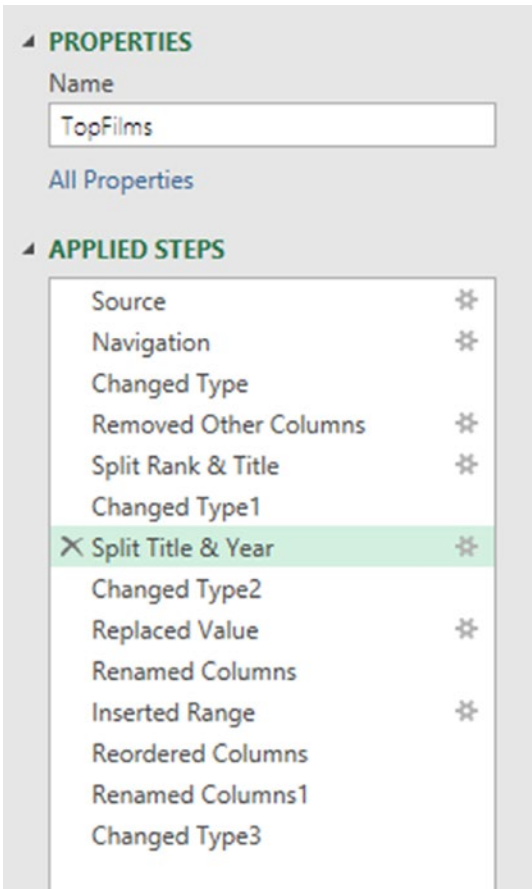 PROPERTIES
Name
TopFilms
All Properties
APPLIED STEPS
Source
Navigation
Changed Type
Removed Other Columns
Split Rank & Title
Changed Type1
Split Title & Year
Changed Type2
Replaced Value
Renamed Columns
Inserted Range
Reordered Columns
Renamed Columns1
Changed Type3